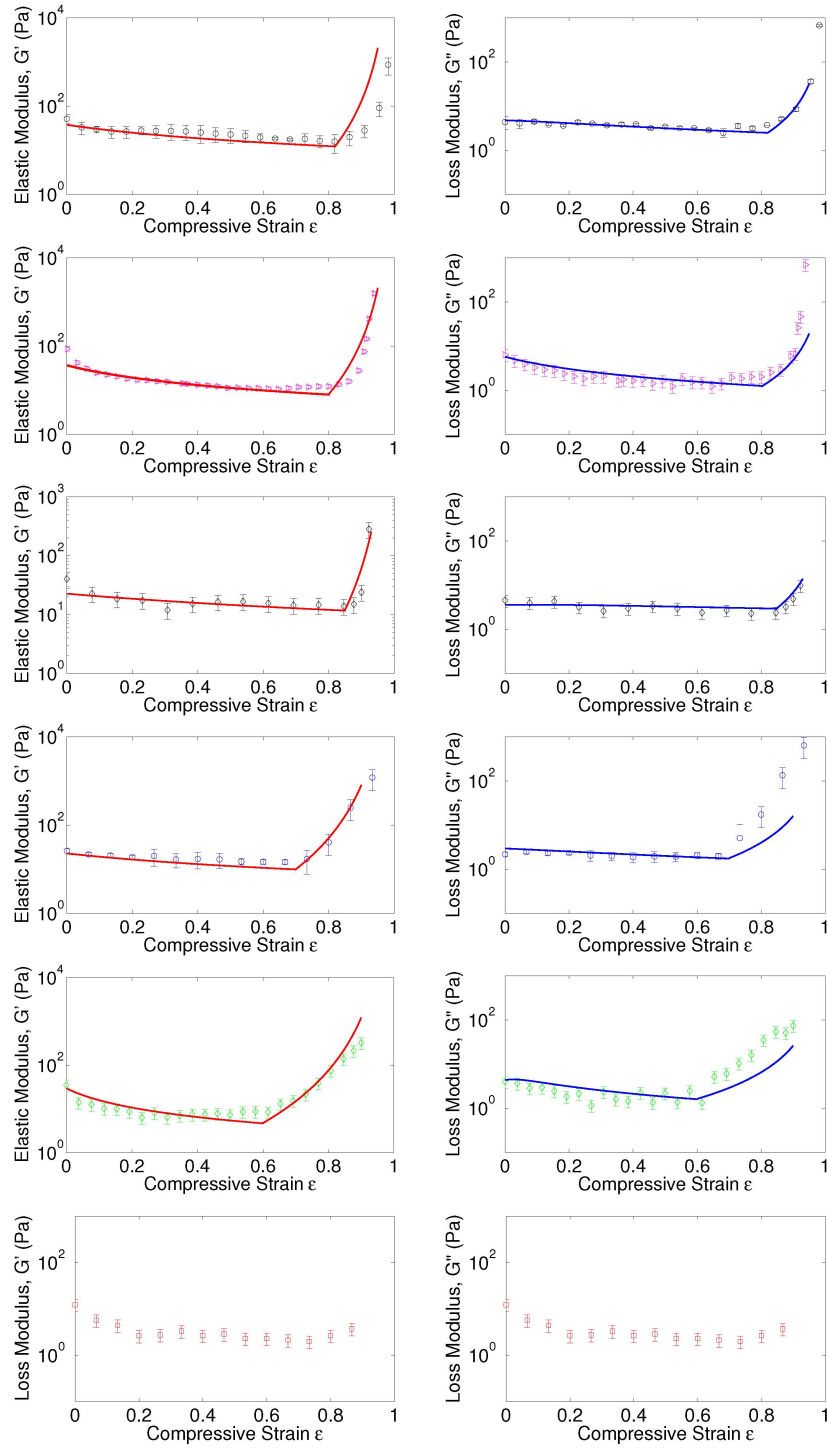 Elastic Modulus, G' (Pa)
10^4
10^2
10^0
0 0.2 0.4 0.6 0.8 1
Compressive Strain ε
Loss Modulus, G" (Pa)
10^2
10^0
0 0.2 0.4 0.6 0.8 1
Compressive Strain ε
Elastic Modulus, G' (Pa)
10^4
10^2
10^0
0 0.2 0.4 0.6 0.8 1
Compressive Strain ε
Loss Modulus, G" (Pa)
10^2
10^0
0 0.2 0.4 0.6 0.8 1
Compressive Strain ε
Elastic Modulus, G' (Pa)
10^3
10^2
10^1
10^0
0 0.2 0.4 0.6 0.8 1
Compressive Strain ε
Loss Modulus, G" (Pa)
10^2
10^0
0 0.2 0.4 0.6 0.8 1
Compressive Strain ε
Elastic Modulus, G' (Pa)
10^4
10^2
10^0
0 0.2 0.4 0.6 0.8 1
Compressive Strain ε
Loss Modulus, G" (Pa)
10^2
10^0
0 0.2 0.4 0.6 0.8 1
Compressive Strain ε
Elastic Modulus, G' (Pa)
10^4
10^2
10^0
0 0.2 0.4 0.6 0.8 1
Compressive Strain ε
Loss Modulus, G" (Pa)
10^2
10^0
0 0.2 0.4 0.6 0.8 1
Compressive Strain ε
Loss Modulus, G' (Pa)
10^2
10^0
0 0.2 0.4 0.6 0.8 1
Compressive Strain ε
Loss Modulus, G" (Pa)
10^2
10^0
0 0.2 0.4 0.6 0.8 1
Compressive Strain ε